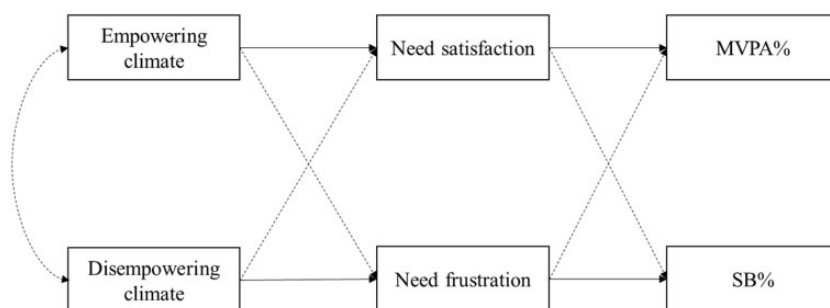 Empowering
climate
Need satisfaction
MVPA%
Disempowering
climate
Need frustration
SB%